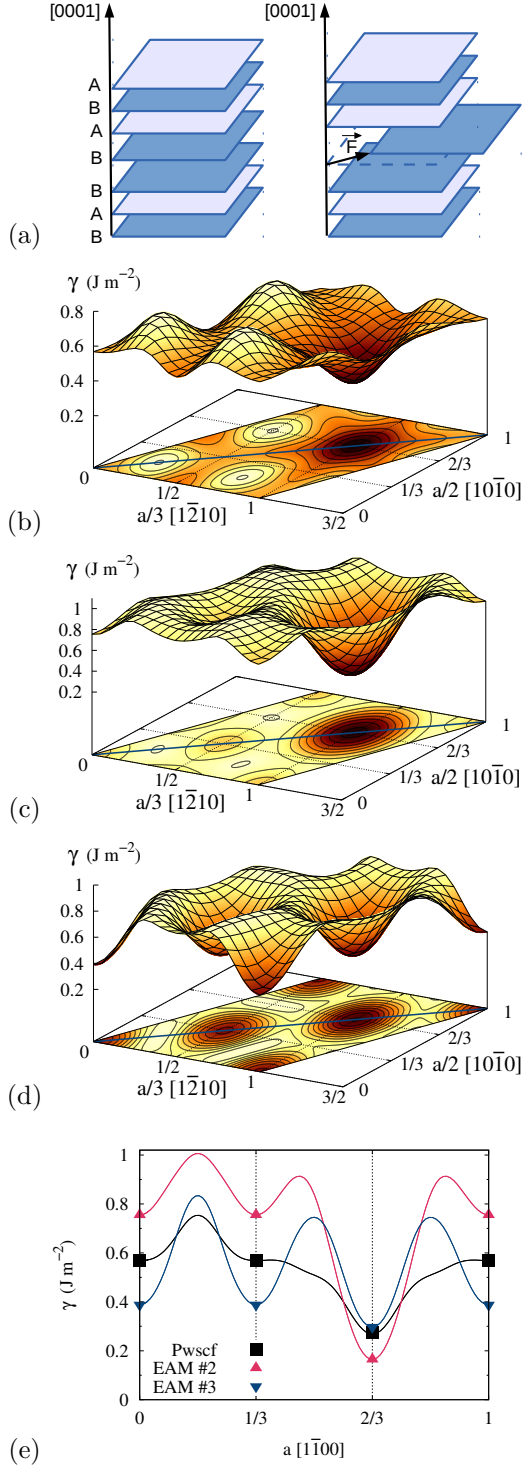 [0001] [0001]
A
B
A
B
F
B
A
B
(a)
γ (J m−2)
0.8
0.6
0.4
0.2
0
1/2
1
3/2
a/3 [12̅10]
0
1/3
2/3
1
a/2 [101̅0]
(b)
γ (J m−2)
1
0.8
0.6
0.4
0.2
0
1/2
1
3/2
a/3 [12̅10]
0
1/3
2/3
1
a/2 [101̅0]
(c)
γ (J m−2)
1
0.8
0.6
0.4
0.2
0
1/2
1
3/2
a/3 [12̅10]
0
1/3
2/3
1
a/2 [101̅0]
(d)
1
0.8
0.6
0.4
0.2
0
γ (J m−2)
Pwscf
EAM #2
EAM #3
0 1/3 2/3 1
a [11̅00]
(e)